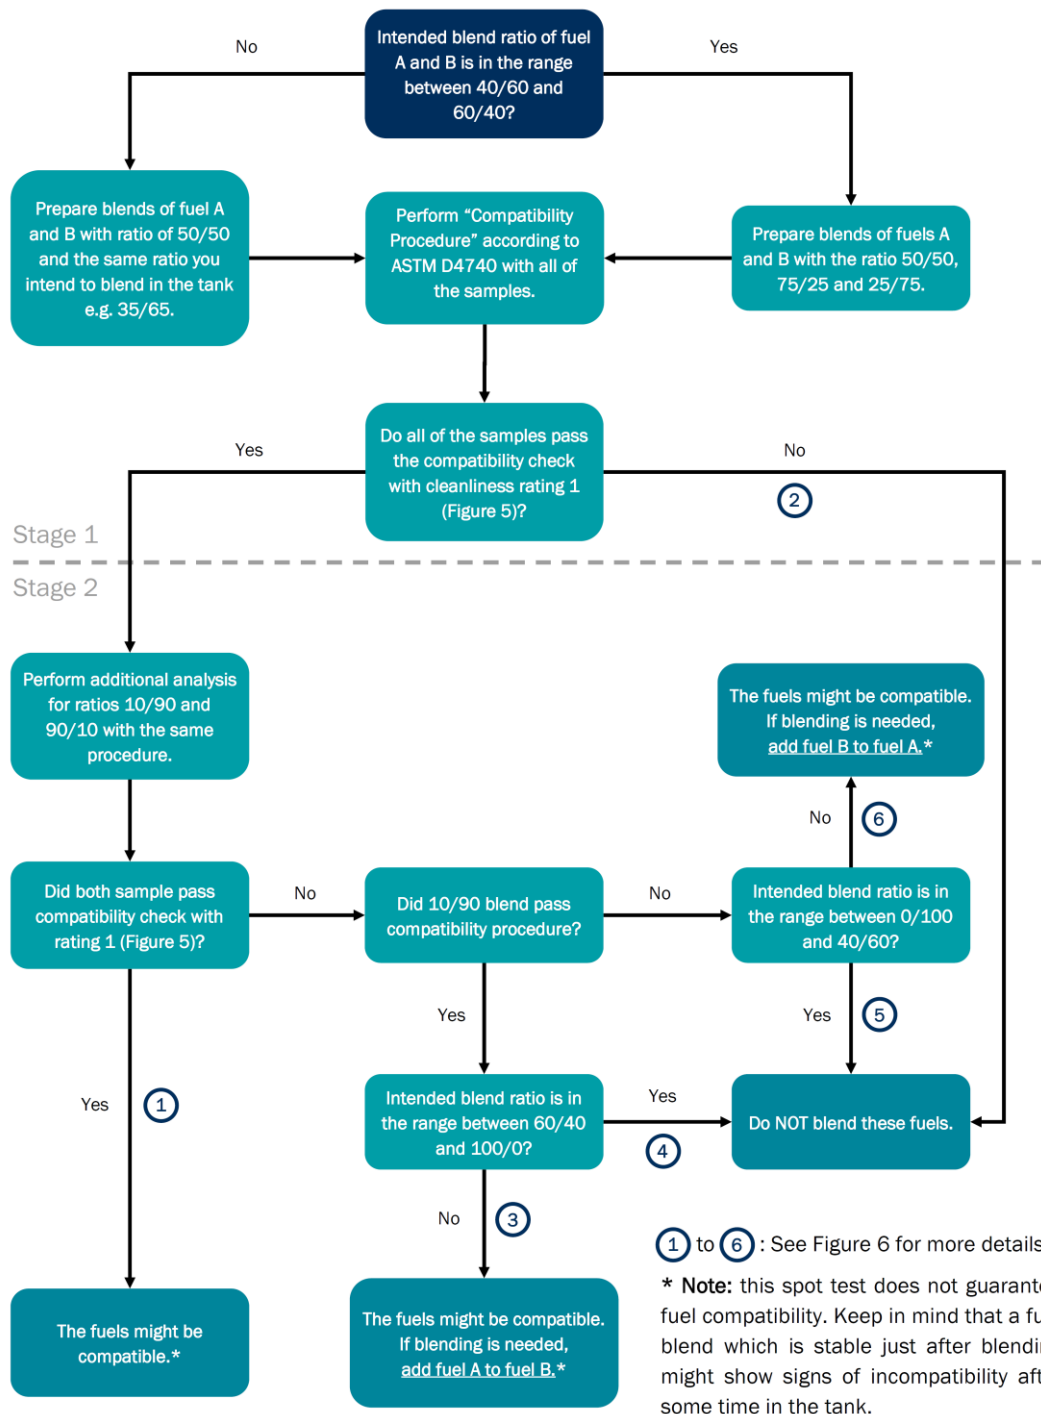 Intended blend ratio of fuel
A and B is in the range
between 40/60 and
60/40?
No
Yes
Prepare blends of fuel A
and B with ratio of 50/50
and the same ratio you
intend to blend in the tank
e.g. 35/65.
Perform “Compatibility
Procedure” according to
ASTM D4740 with all of
the samples.
Prepare blends of fuels A
and B with the ratio 50/50,
75/25 and 25/75.
Do all of the samples pass
the compatibility check
with cleanliness rating 1
(Figure 5)?
Yes
No
2
Stage 1
Stage 2
Perform additional analysis
for ratios 10/90 and
90/10 with the same
procedure.
The fuels might be compatible.
If blending is needed,
add fuel B to fuel A.*
No
6
Did both sample pass
compatibility check with
rating 1 (Figure 5)?
No
Did 10/90 blend pass
compatibility procedure?
No
Intended blend ratio is in
the range between 0/100
and 40/60?
Yes
Yes
5
Yes
1
Intended blend ratio is in
the range between 60/40
and 100/0?
Yes
4
Do NOT blend these fuels.
No
3
The fuels might be
compatible.*
The fuels might be compatible.
If blending is needed,
add fuel A to fuel B.*
1 to 6 : See Figure 6 for more details
* Note: this spot test does not guarante
fuel compatibility. Keep in mind that a fu
blend which is stable just after blendin
might show signs of incompatibility aft
some time in the tank.